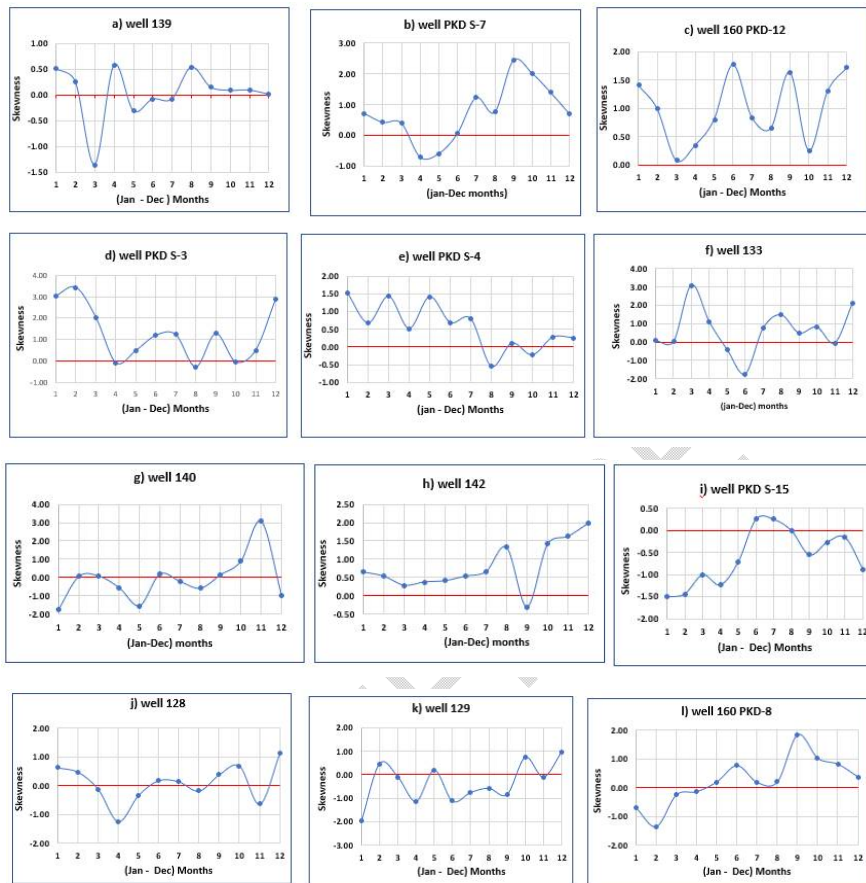 a) well 139
1.00
0.50
0.00
-0.50
-1.00
-1.50
Skewness
1 2 3 4 5 6 7 8 9 10 11 12
(Jan - Dec ) Months
b) well PKD S-7
3.00
2.00
1.00
0.00
-1.00
Skewness
1 2 3 4 5 6 7 8 9 10 11 12
(jan-Dec months)
c) well 160 PKD-12
2.00
1.50
1.00
0.50
0.00
Skewness
1 2 3 4 5 6 7 8 9 10 11 12
(jan - Dec) Months
d) well PKD S-3
4.00
3.00
2.00
1.00
0.00
-1.00
Skewness
1 2 3 4 5 6 7 8 9 10 11 12
(Jan - Dec) Months
e) well PKD S-4
2.00
1.50
1.00
0.50
0.00
-0.50
-1.00
Skewness
1 2 3 4 5 6 7 8 9 10 11 12
(jan - Dec) Months
f) well 133
4.00
3.00
2.00
1.00
0.00
-1.00
-2.00
Skewness
1 2 3 4 5 6 7 8 9 10 11 12
(jan-Dec) months
g) well 140
4.00
3.00
2.00
1.00
0.00
-1.00
-2.00
Skewness
1 2 3 4 5 6 7 8 9 10 11 12
(Jan-Dec) months
h) well 142
2.50
2.00
1.50
1.00
0.50
0.00
-0.50
Skewness
1 2 3 4 5 6 7 8 9 10 11 12
(Jan-Dec) months
i) well PKD S-15
0.50
0.00
-0.50
-1.00
-1.50
-2.00
Skewness
1 2 3 4 5 6 7 8 9 10 11 12
(Jan - Dec) Months
j) well 128
2.00
1.00
0.00
-1.00
-2.00
Skewness
1 2 3 4 5 6 7 8 9 10 11 12
(Jan - Dec) Months
k) well 129
2.00
1.00
0.00
-1.00
-2.00
-3.00
Skewness
1 2 3 4 5 6 7 8 9 10 11 12
(Jan - Dec) Months
l) well 160 PKD-8
2.00
1.00
0.00
-1.00
-2.00
Skewness
1 2 3 4 5 6 7 8 9 10 11 12
(Jan - Dec) Months